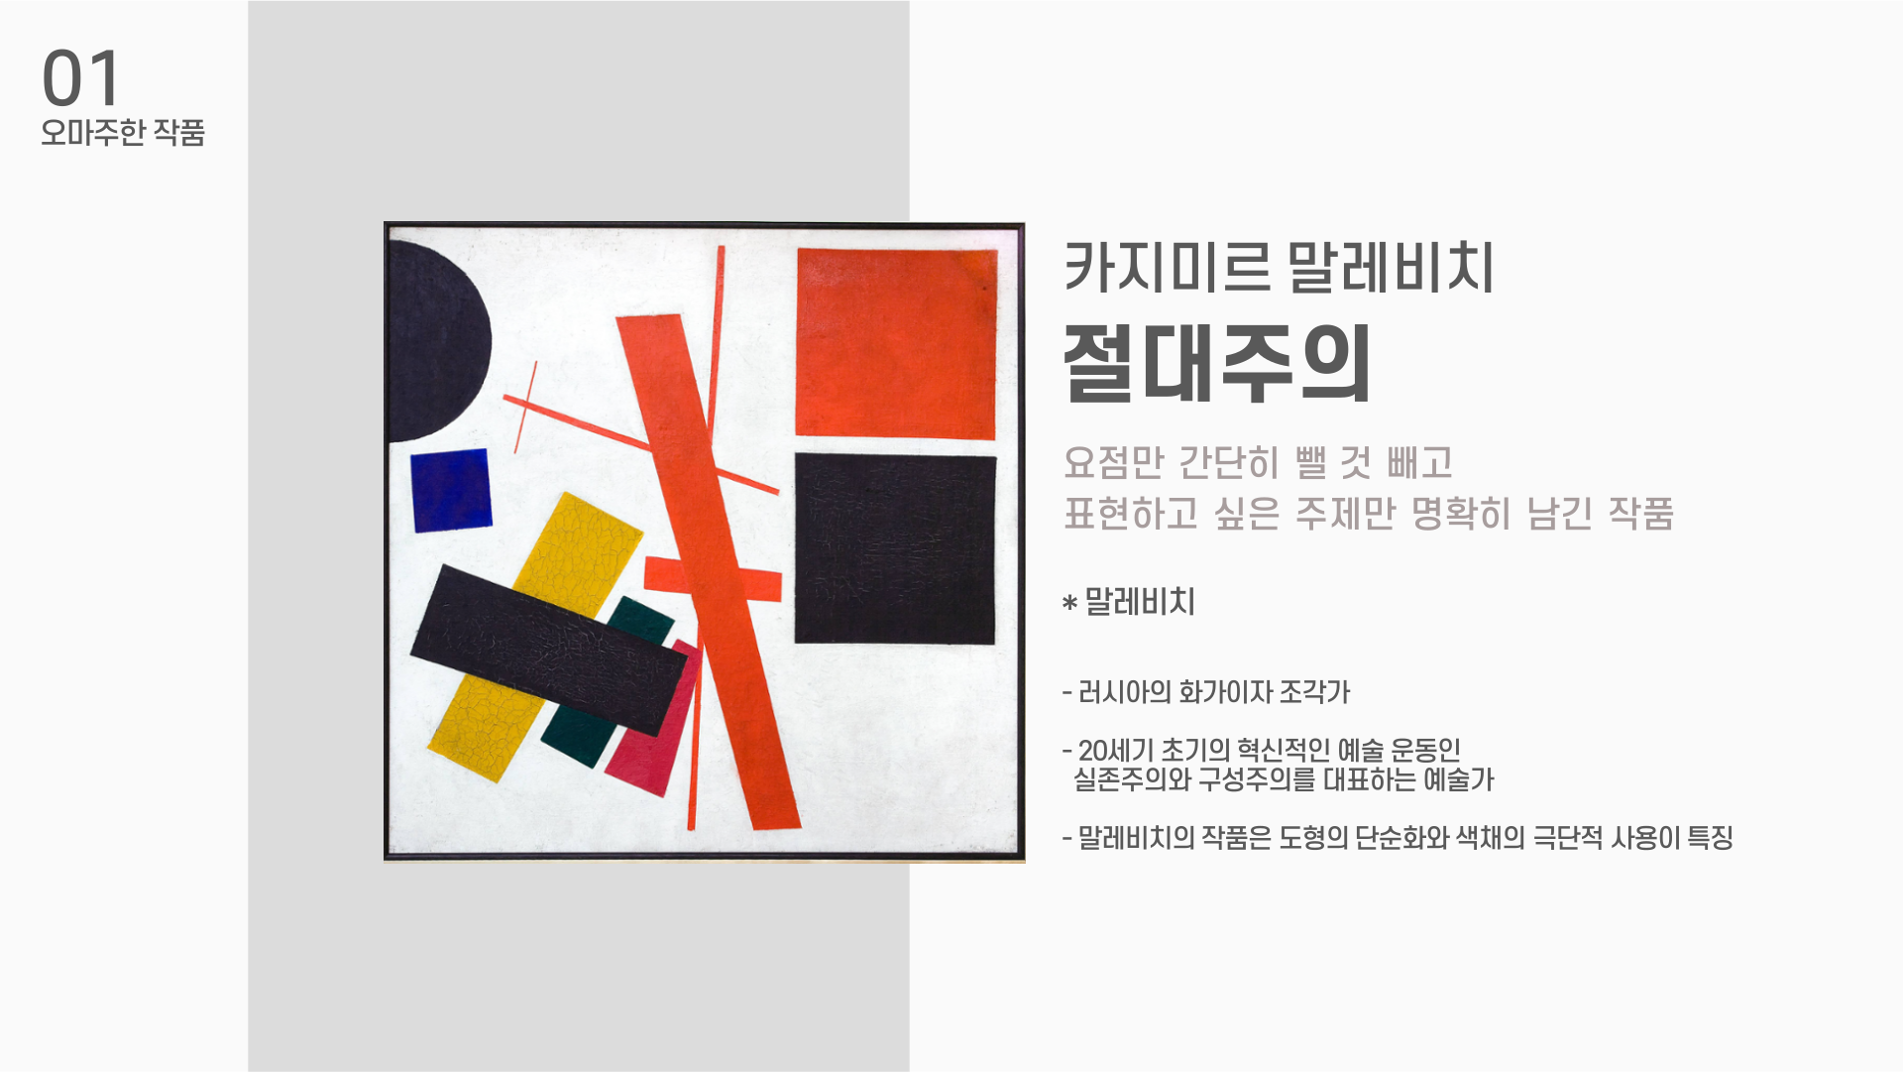 01
오마주한 작품
카지미르 말레비치
절대주의
요점만 간단히 뺄 것 빼고
표현하고 싶은 주제만 명확히 남긴 작품
* 말레비치
- 러시아의 화가이자 조각가
- 20세기 초기의 혁신적인 예술 운동인
실존주의와 구성주의를 대표하는 예술가
- 말레비치의 작품은 도형의 단순화와 색채의 극단적 사용이 특징